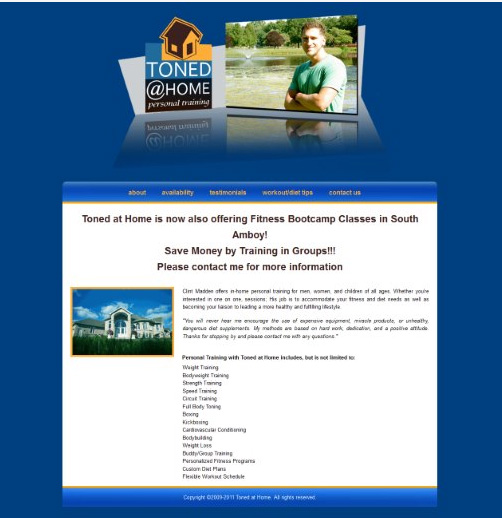 TONED
@HOME
personal training
about availability testimonials workout/diet tips contact us
Toned at Home is now also offering Fitness Bootcamp Classes in South
Amboy!
Save Money by Training in Groups!!!
Please contact me for more information
Clint Madden offers in-home personal training for men, women, and children of all ages. Whether you're
interested in one on one, sessions. His job is to accommodate your fitness and diet needs as well as
becoming your liaison to leading a more healthy and fulfilling lifestyle.
"You will never hear me encourage the use of expensive equipment, miracle products, or unhealthy,
dangerous diet supplements. My methods are based on hard work, dedication, and a positive attitude.
Thanks for stopping by and please contact me with any questions."
Personal Training with Toned at Home includes, but is not limited to:
Weight Training
Bodyweight Training
Strength Training
Speed Training
Circuit Training
Full Body Toning
Boxing
Kickboxing
Cardiovascular Conditioning
Bodybuilding
Weight Loss
Buddy/Group Training
Personalized Fitness Programs
Custom Diet Plans
Flexible Workout Schedule
Copyright ©2009-2011 Toned at Home. All rights reserved.